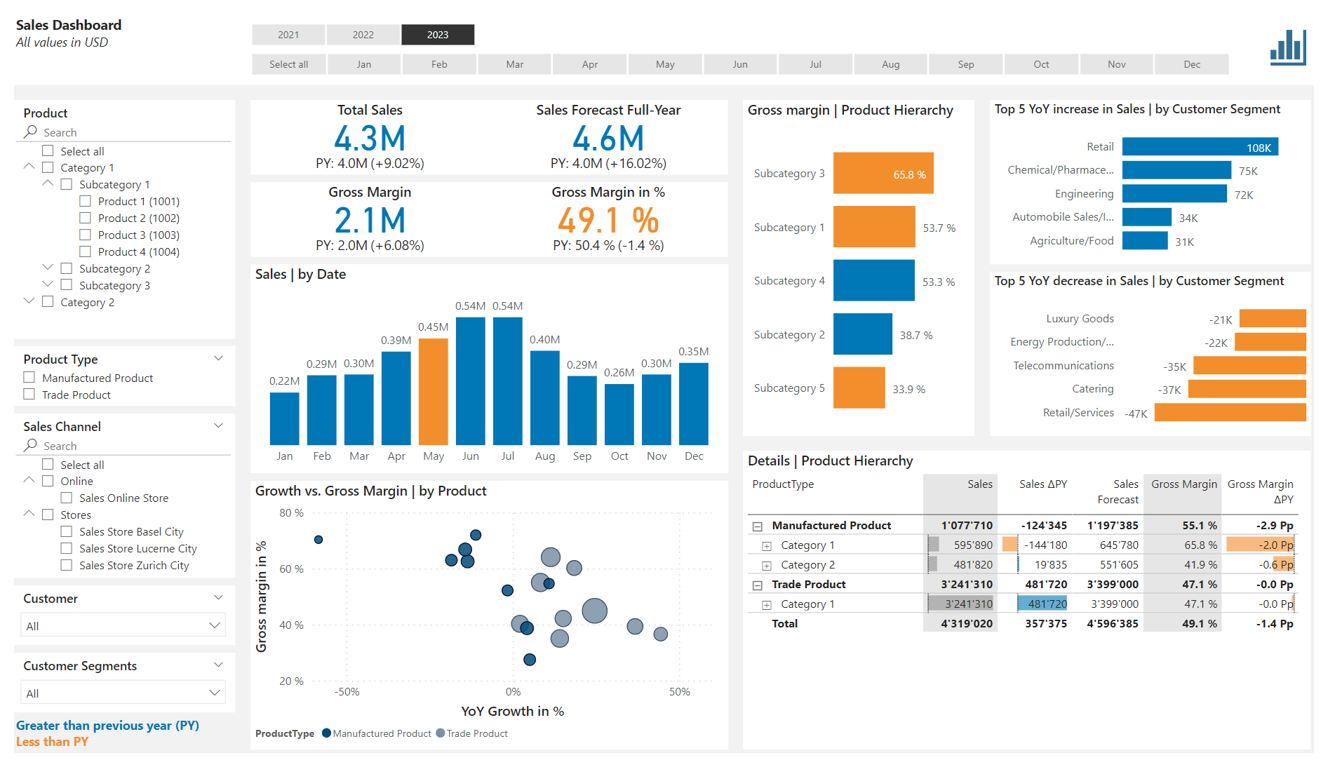 Sales Dashboard
All values in USD
2021 2022 2023
Select all Jan Feb Mar Apr May Jun Jul Aug Sep Oct Nov Dec
Product
Search
Select all
Category 1
Subcategory 1
Product 1 (1001)
Product 2 (1002)
Product 3 (1003)
Product 4 (1004)
Subcategory 2
Subcategory 3
Category 2
Product Type
Manufactured Product
Trade Product
Sales Channel
Search
Select all
Online
Sales Online Store
Stores
Sales Store Basel City
Sales Store Lucerne City
Sales Store Zurich City
Customer
All
Customer Segments
All
Greater than previous year (PY)
Less than PY
Total Sales
4.3M
PY: 4.0M (+9.02%)
Sales Forecast Full-Year
4.6M
PY: 4.0M (+16.02%)
Gross Margin
2.1M
PY: 2.0M (+6.08%)
Gross Margin in %
49.1 %
PY: 50.4 % (-1.4 %)
Sales | by Date
0.22M 0.29M 0.30M 0.39M 0.45M 0.54M 0.54M 0.40M 0.29M 0.26M 0.30M 0.35M
Jan Feb Mar Apr May Jun Jul Aug Sep Oct Nov Dec
Growth vs. Gross Margin | by Product
Gross margin in %
80 %
60 %
40 %
20 %
-50% 0% 50%
YoY Growth in %
ProductType Manufactured Product Trade Product
Gross margin | Product Hierarchy
Subcategory 3 65.8 %
Subcategory 1 53.7 %
Subcategory 4 53.3 %
Subcategory 2 38.7 %
Subcategory 5 33.9 %
Top 5 YoY increase in Sales | by Customer Segment
Retail 108K
Chemical/Pharmace... 75K
Engineering 72K
Automobile Sales/I... 34K
Agriculture/Food 31K
Top 5 YoY decrease in Sales | by Customer Segment
Luxury Goods -21K
Energy Production/... -22K
Telecommunications -35K
Catering -37K
Retail/Services -47K
Details | Product Hierarchy
ProductType Sales Sales ΔPY Sales Forecast Gross Margin Gross Margin ΔPY
Manufactured Product 1'077'710 -124'345 1'197'385 55.1 % -2.9 Pp
Category 1 595'890 -144'180 645'780 65.8 % -2.0 Pp
Category 2 481'820 19'835 551'605 41.9 % -0.6 Pp
Trade Product 3'241'310 481'720 3'399'000 47.1 % -0.0 Pp
Category 1 3'241'310 481'720 3'399'000 47.1 % -0.0 Pp
Total 4'319'020 357'375 4'596'385 49.1 % -1.4 Pp